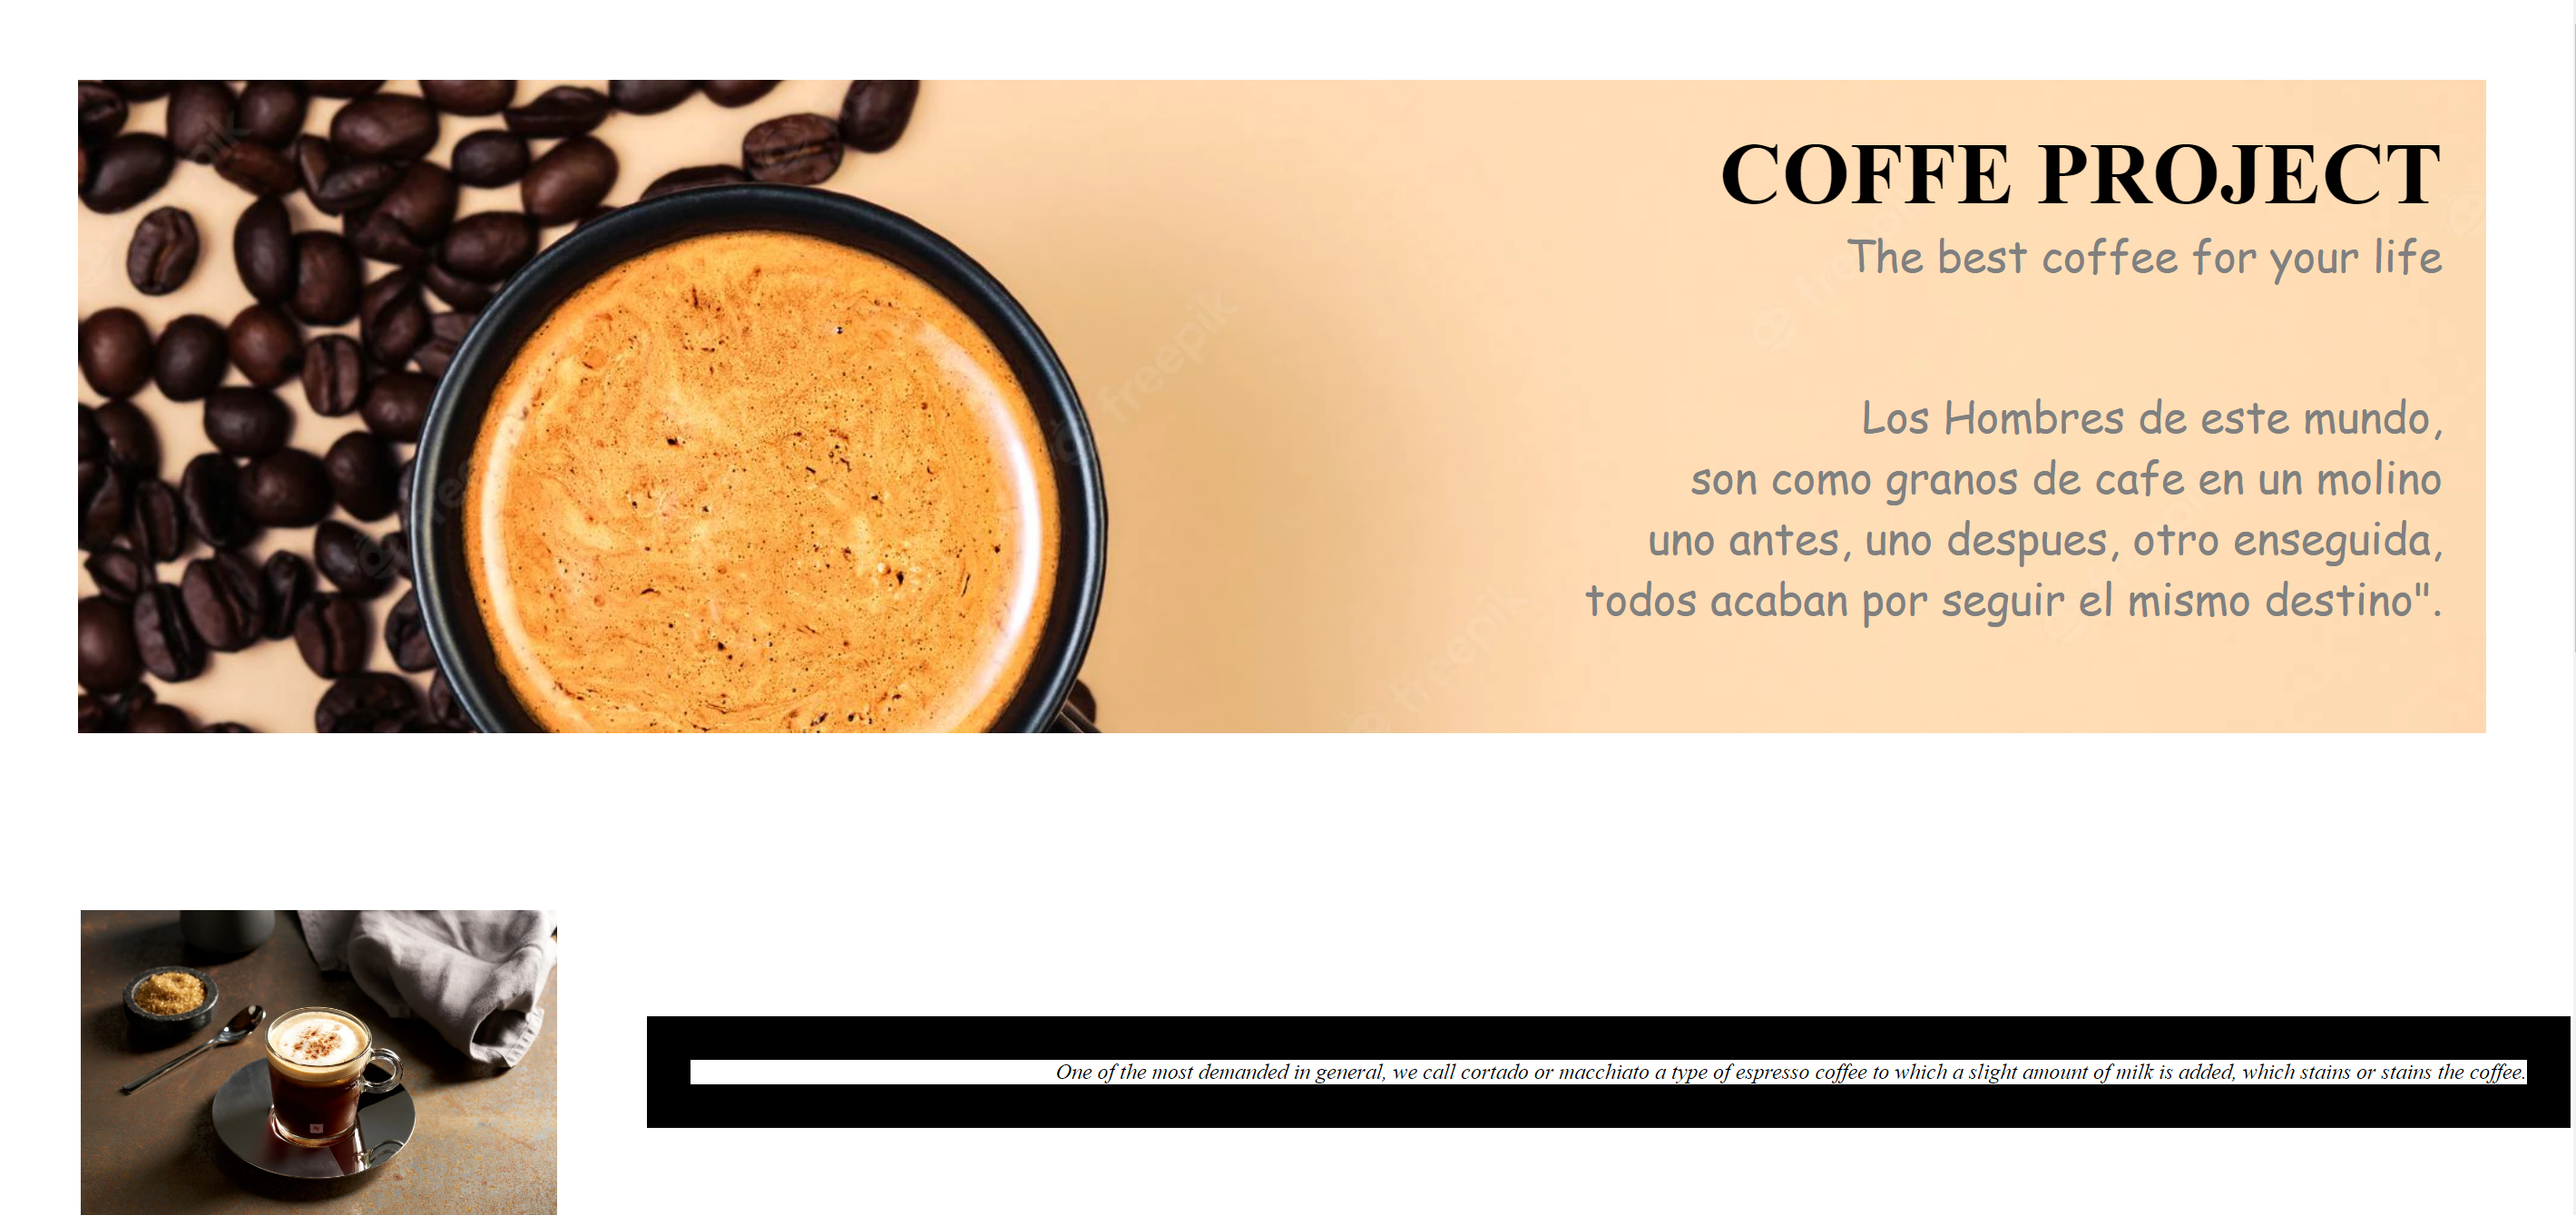 COFFE PROJECT
The best coffee for your life
Los Hombres de este mundo,
son como granos de cafe en un molino
uno antes, uno despues, otro enseguida,
todos acaban por seguir el mismo destino".
freepik
freepik
One of the most demanded in general, we call cortado or macchiato a type of espresso coffee to which a slight amount of milk is added, which stains or stains the coffee.